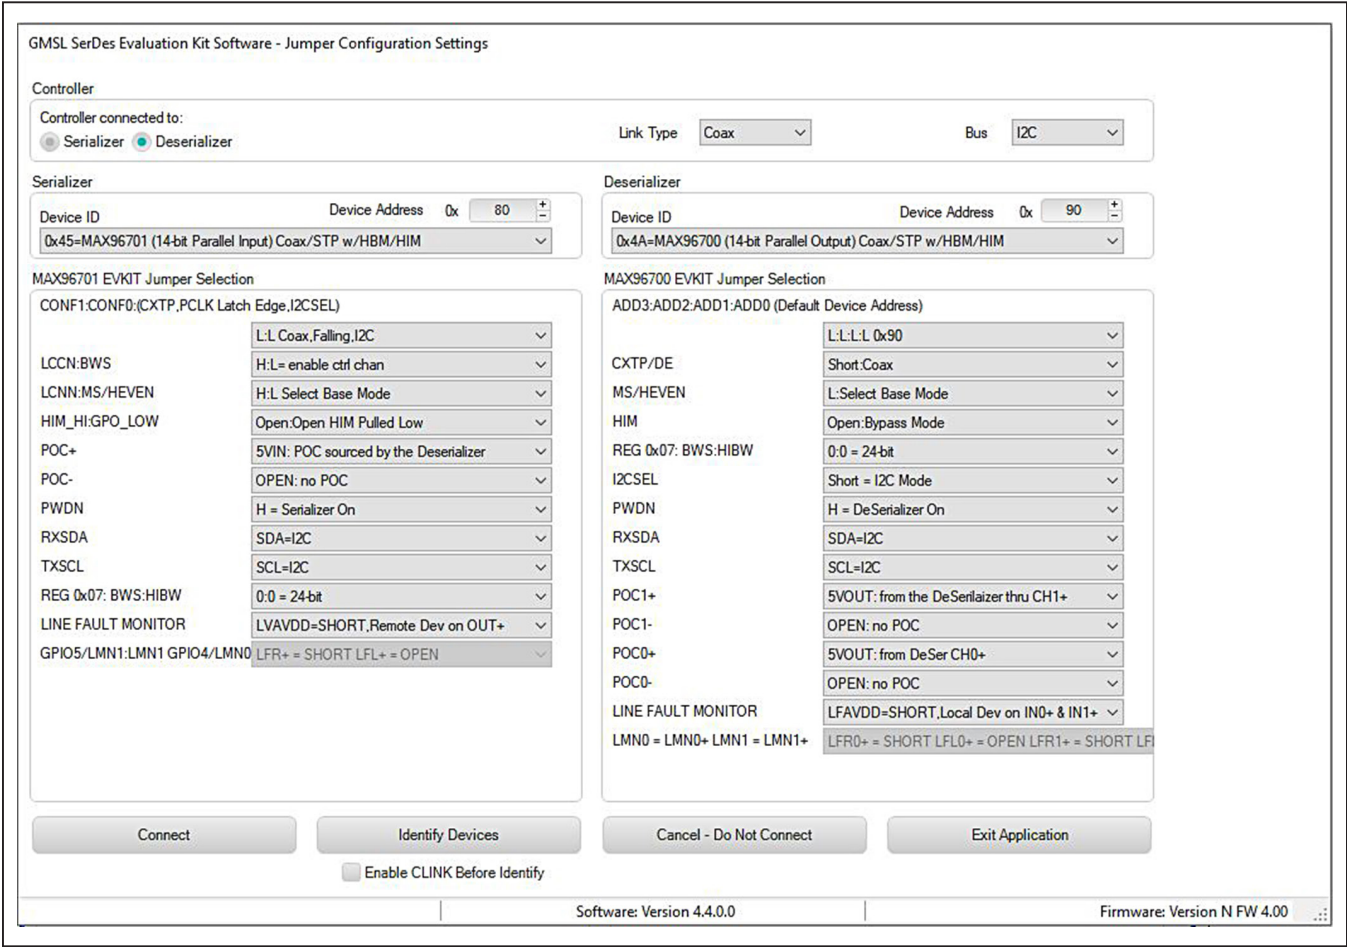 GMSL SerDes Evaluation Kit Software - Jumper Configuration Settings
Controller
Controller connected to:
Serializer Deserializer Link Type Coax Bus I2C
Serializer
Device Address 0x 80 + −
Device ID
0x45=MAX96701 (14-bit Parallel Input) Coax/STP w/HBM/HIM
Deserializer
Device Address 0x 90 + −
Device ID
0x4A=MAX96700 (14-bit Parallel Output) Coax/STP w/HBM/HIM
MAX96701 EVKIT Jumper Selection
CONF1:CONF0:(CXTP,PCLK Latch Edge,I2CSEL)
L:L Coax,Falling,I2C
LCCN:BWS H:L= enable ctrl chan
LCNN:MS/HEVEN H:L Select Base Mode
HIM_HI:GPO_LOW Open:Open HIM Pulled Low
POC+ 5VIN: POC sourced by the Deserializer
POC- OPEN: no POC
PWDN H = Serializer On
RXSDA SDA=I2C
TXSCL SCL=I2C
REG 0x07: BWS:HIBW 0:0 = 24-bit
LINE FAULT MONITOR LVAVDD=SHORT,Remote Dev on OUT+
GPIO5/LMN1:LMN1 GPIO4/LMN0 LFR+ = SHORT LFL+ = OPEN
MAX96700 EVKIT Jumper Selection
ADD3:ADD2:ADD1:ADD0 (Default Device Address)
L:L:L:L 0x90
CXTP/DE Short:Coax
MS/HEVEN L:Select Base Mode
HIM Open:Bypass Mode
REG 0x07: BWS:HIBW 0:0 = 24-bit
I2CSEL Short = I2C Mode
PWDN H = DeSerializer On
RXSDA SDA=I2C
TXSCL SCL=I2C
POC1+ 5VOUT: from the DeSerilaizer thru CH1+
POC1- OPEN: no POC
POC0+ 5VOUT: from DeSer CH0+
POC0- OPEN: no POC
LINE FAULT MONITOR LFAVDD=SHORT,Local Dev on IN0+ & IN1+
LMN0 = LMN0+ LMN1 = LMN1+ LFR0+ = SHORT LFL0+ = OPEN LFR1+ = SHORT
Connect Identify Devices Cancel - Do Not Connect Exit Application
Enable CLINK Before Identify
Software: Version 4.4.0.0 Firmware: Version N FW 4.00